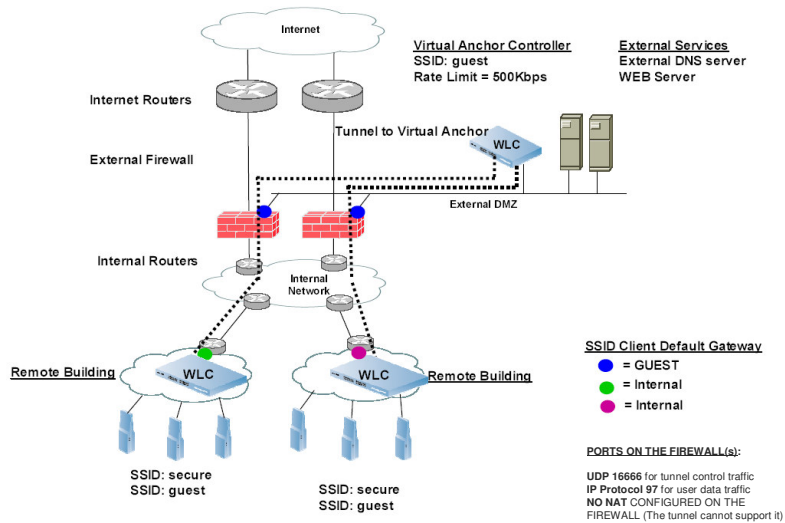 Internet
Virtual Anchor Controller
SSID: guest
Rate Limit = 500Kbps
External Services
External DNS server
WEB Server
Internet Routers
Tunnel to Virtual Anchor
WLC
External Firewall
External DMZ
Internal Routers
Internal
Network
SSID Client Default Gateway
= GUEST
= Internal
= Internal
Remote Building
WLC
WLC
Remote Building
SSID: secure
SSID: guest
SSID: secure
SSID: guest
PORTS ON THE FIREWALL(s):
UDP 16666 for tunnel control traffic
IP Protocol 97 for user data traffic
NO NAT CONFIGURED ON THE
FIREWALL (The tunnel cannot support it)